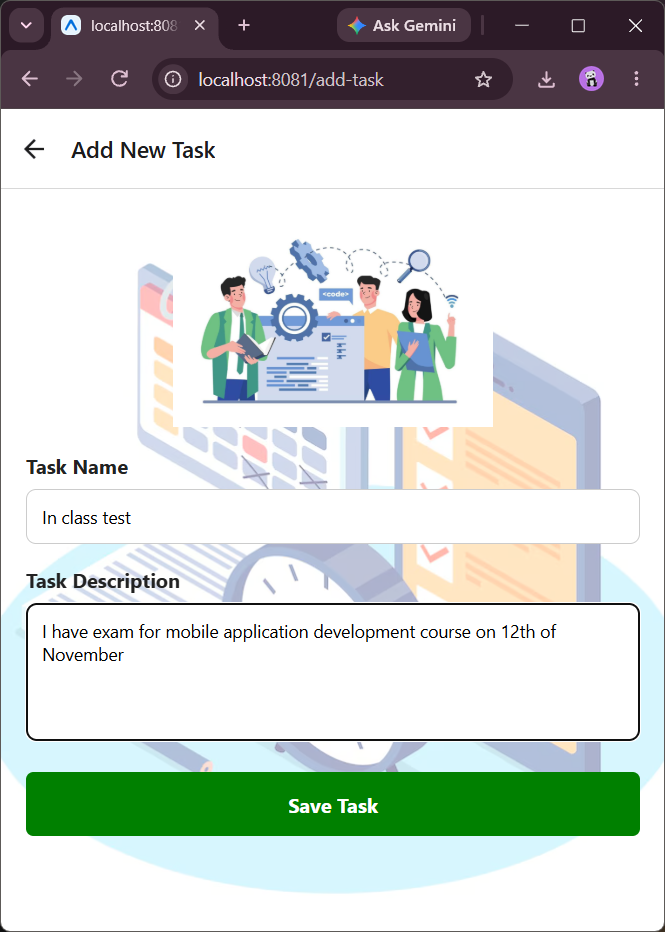 localhost:808
Ask Gemini
localhost:8081/add-task
Add New Task
<code>
Task Name
In class test
Task Description
I have exam for mobile application development course on 12th of
November
Save Task